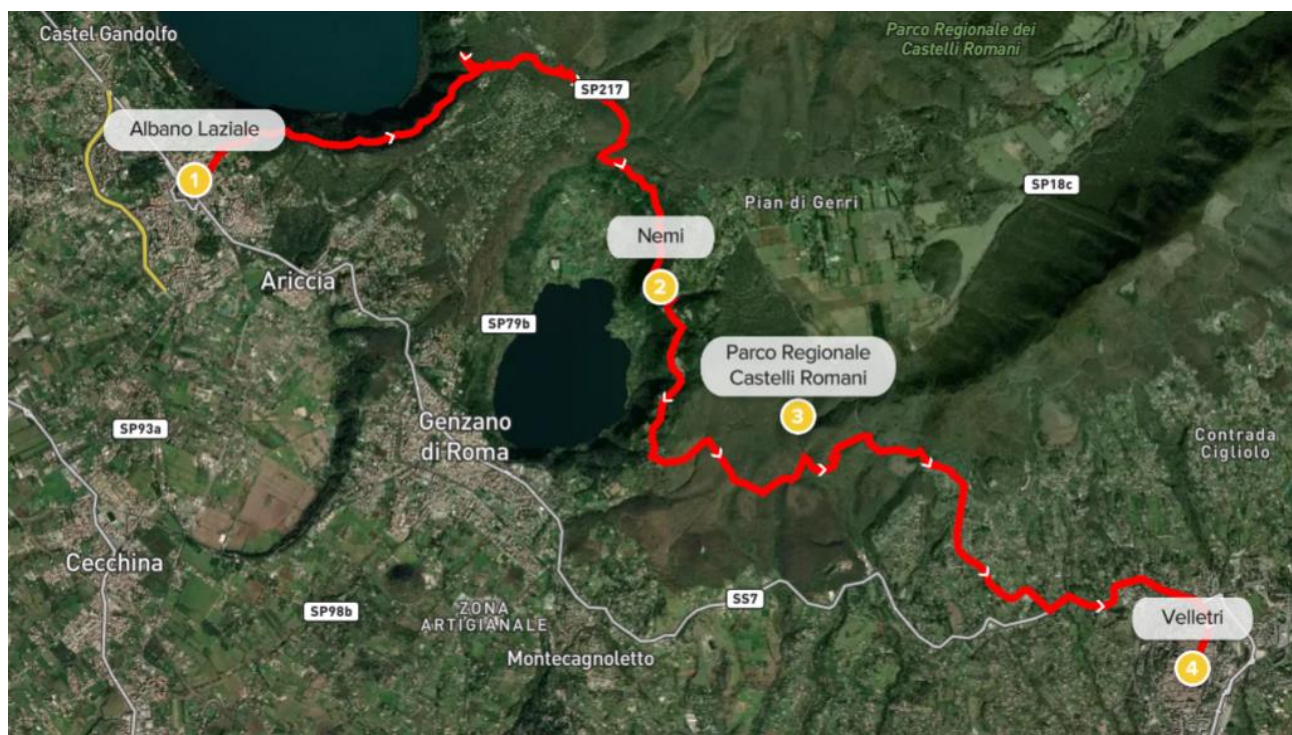 Castel Gandolfo
Parco Regionale dei
Castelli Romani
SP217
Albano Laziale
1
SP18c
Pian di Gerri
Nemi
Ariccia
2
SP79b
Parco Regionale
Castelli Romani
3
SP93a
Genzano
di Roma
Contrada
Cigliolo
Cecchina
SS7
SP98b
ZONA
ARTIGIANALE
Velletri
Montecagnoletto
4